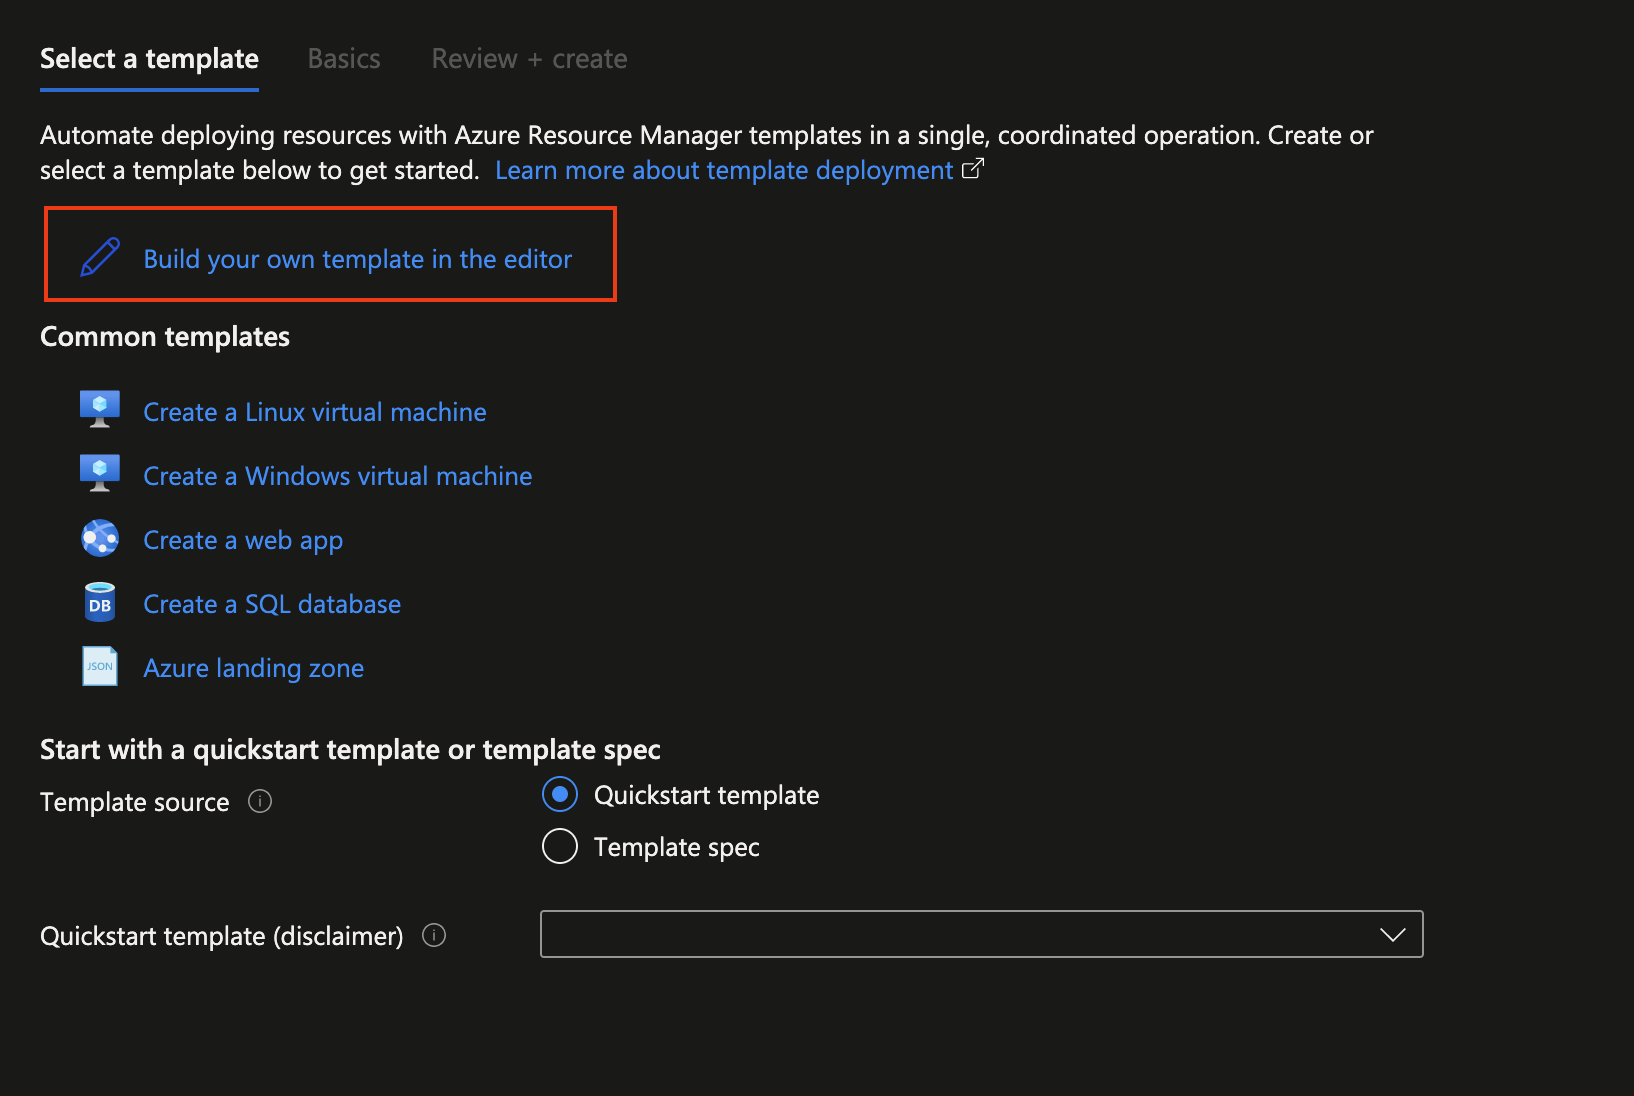 Select a template Basics Review + create
Automate deploying resources with Azure Resource Manager templates in a single, coordinated operation. Create or
select a template below to get started. Learn more about template deployment
Build your own template in the editor
Common templates
Create a Linux virtual machine
Create a Windows virtual machine
Create a web app
DB Create a SQL database
JSON Azure landing zone
Start with a quickstart template or template spec
Template source Quickstart template
Template spec
Quickstart template (disclaimer)